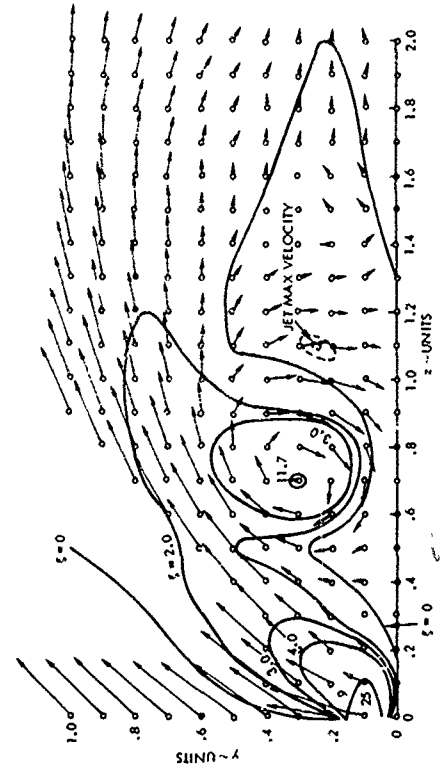 ξ=0
ξ=2.0
1.0
.8
.6
.4
.2
0
y~UNITS
3.0
4.0
9
25
11.7
3.0
JET MAX VELOCITY
0 .2 .4 .6 .8 1.0 1.2 1.4 1.6 1.8 2.0
ξ=0
z~UNITS